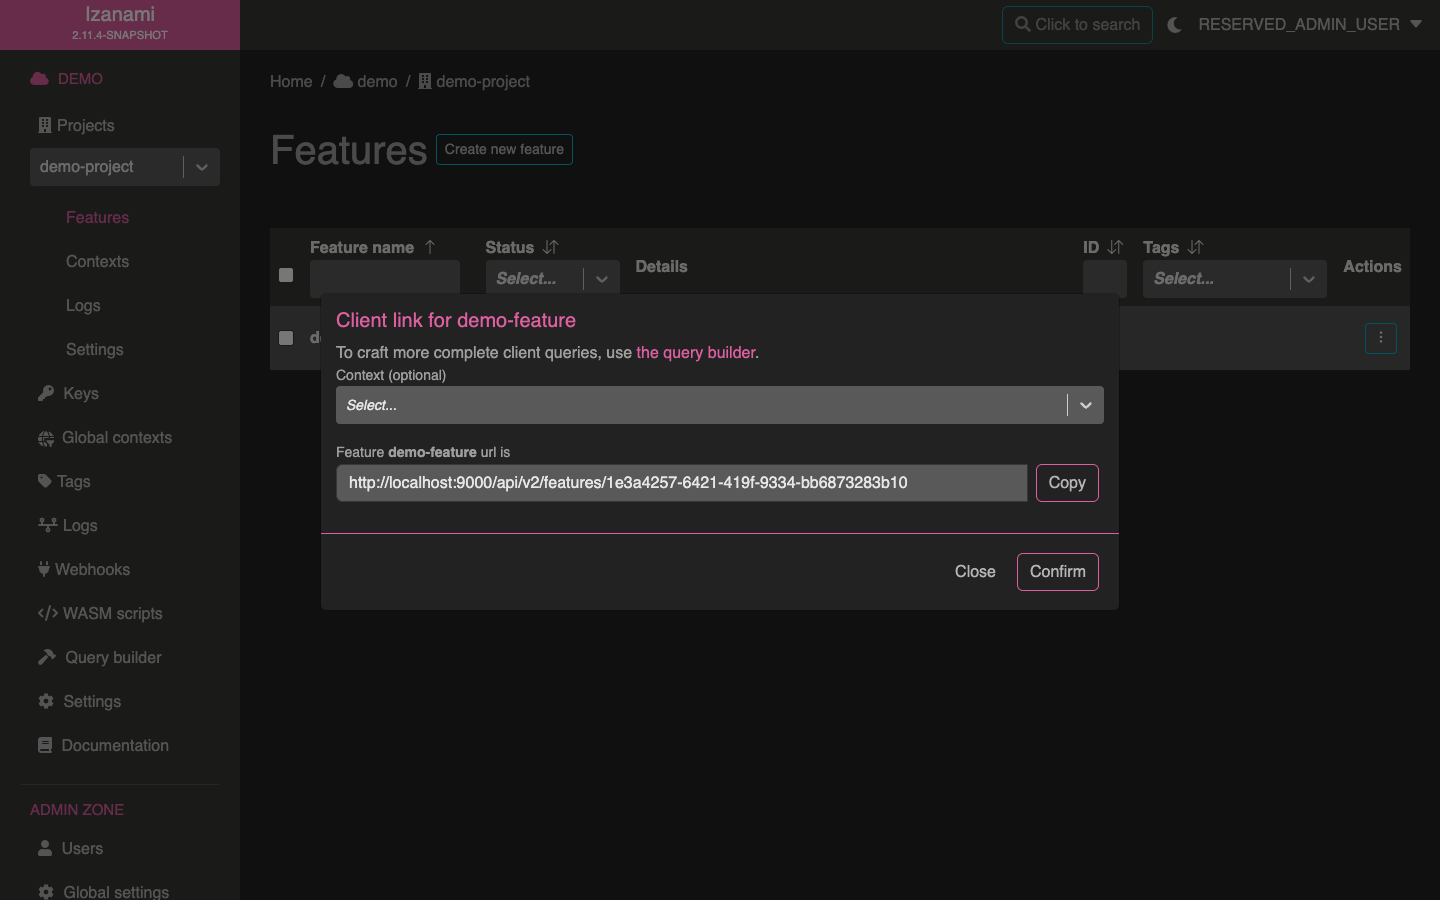 Izanami
2.11.4-SNAPSHOT
Click to search
RESERVED_ADMIN_USER
DEMO
Projects
demo-project
Features
Contexts
Logs
Settings
Keys
Global contexts
Tags
Logs
Webhooks
WASM scripts
Query builder
Settings
Documentation
ADMIN ZONE
Users
Global settings
Home / demo / demo-project
Features Create new feature
Feature name Status Details ID Tags Actions
Select... Select...
Client link for demo-feature
To craft more complete client queries, use the query builder.
Context (optional)
Select...
Feature demo-feature url is
http://localhost:9000/api/v2/features/1e3a4257-6421-419f-9334-bb6873283b10 Copy
Close Confirm